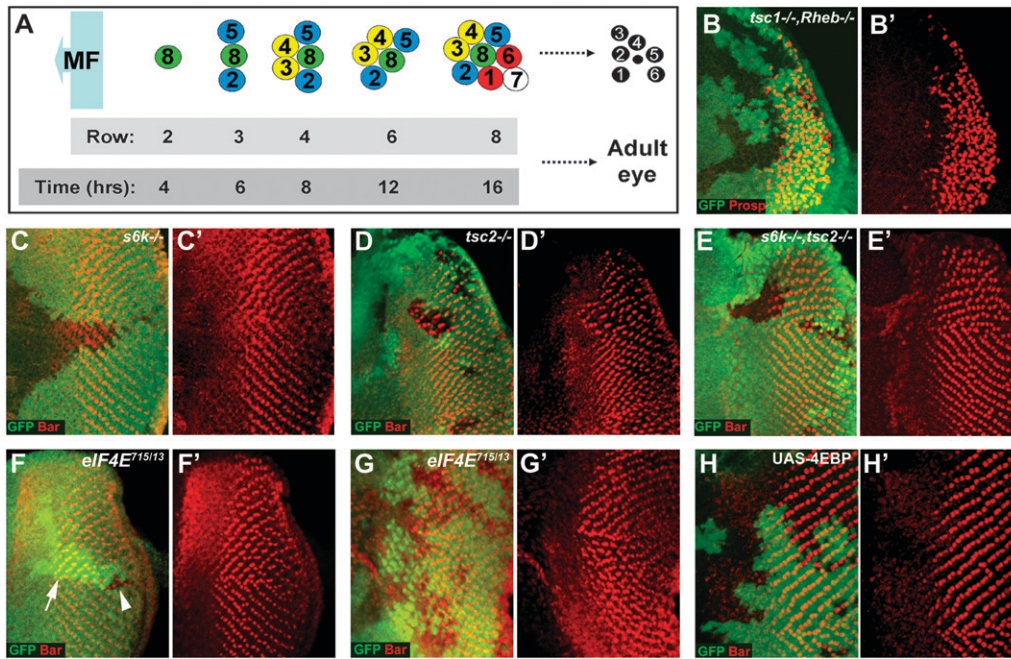 A
MF
8
5
8
2
4
5
3
8
2
4
5
3
8
2
4
5
3
8
6
2
1
7
3
4
2
5
1
6
Row: 2 3 4 6 8
Adult eye
Time (hrs): 4 6 8 12 16
B tsc1-/-,Rheb-/- B'
GFP Prosp
C s6k-/- C' D tsc2-/- D' E s6k-/-,tsc2-/- E'
GFP Bar GFP Bar GFP Bar
F eIF4E715/13 F' G eIF4E715/13 G' H UAS-4EBP H'
GFP Bar GFP Bar GFP Bar